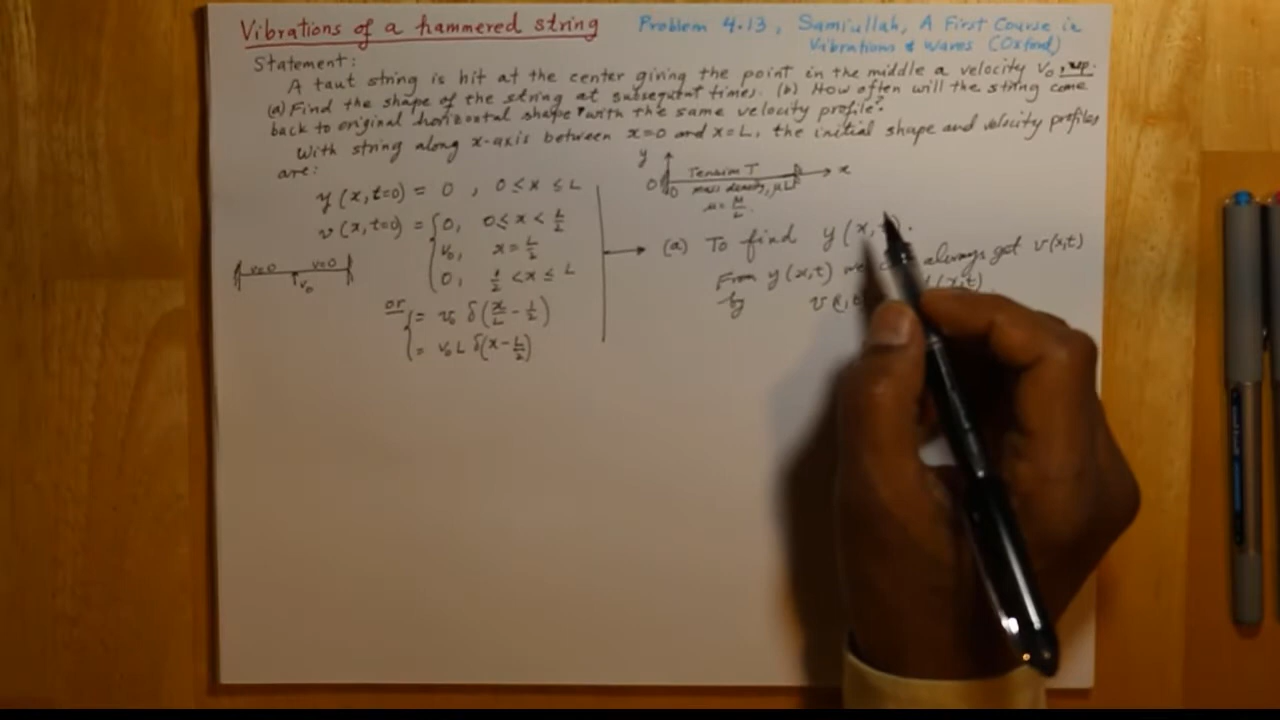 Vibrations of a hammered string
Problem 4.13, Samiullah, A First Course in
Vibrations & Waves (Oxford)
Statement:
A taut string is hit at the center giving the point in the middle a velocity V₀, up.
(a) Find the shape of the string at subsequent times. (b) How often will the string come
back to original horizontal shape with the same velocity profile?
With string along x-axis between x=0 and x=L, the initial shape and velocity profiles
are:
y(x,t=0) = 0, 0≤x≤L
v(x,t=0) = { 0, 0≤x<L/2
v₀, x=L/2
0, L/2<x≤L
v=0 v=0
v₀
or
= v₀ δ(x/L - 1/2)
= v₀ L δ(x - L/2)
y
x
O
0
Tension T
mass density, μ
L
μ = M/L
(a) To find y(x,t).
From y(x,t) we always get v(x,t)
by